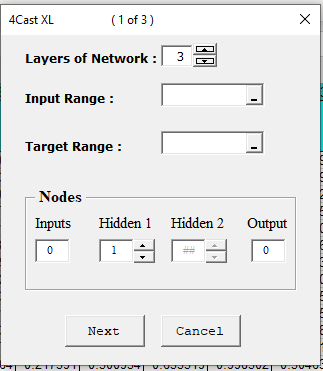 4Cast XL ( 1 of 3 )
Layers of Network : 3
Input Range :
Target Range :
Nodes
Inputs Hidden 1 Hidden 2 Output
0 1 ## 0
Next Cancel